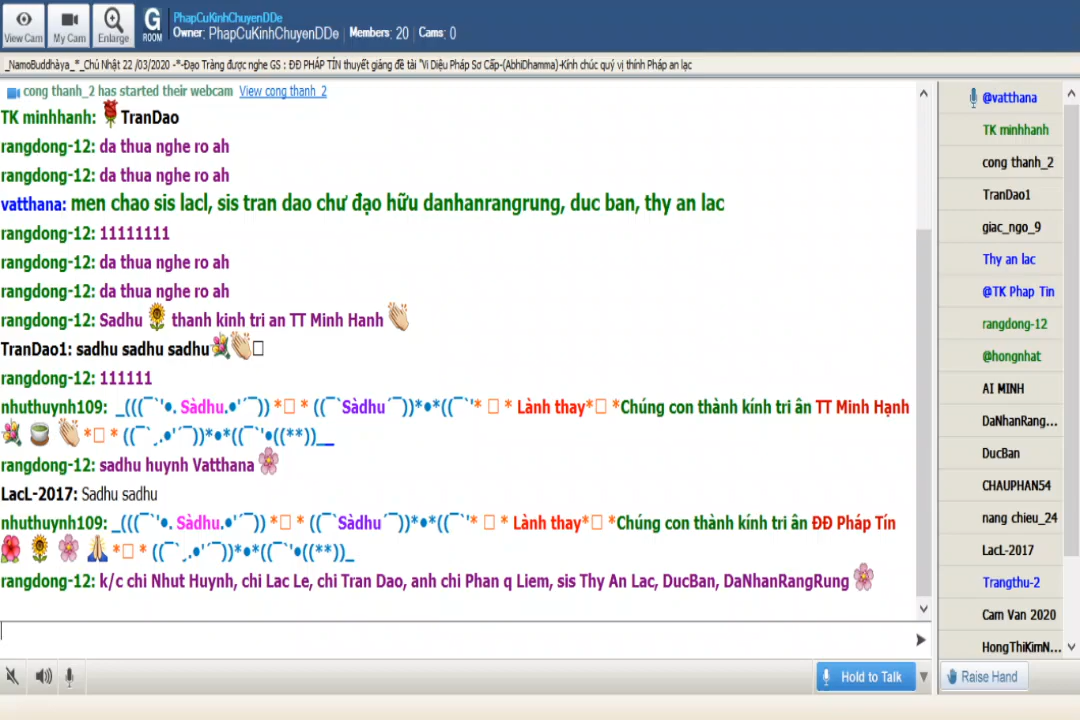 View Cam
My Cam
Enlarge
G
ROOM
PhapCuKinhChuyenDDe
Owner: PhapCuKinhChuyenDDe Members: 20 Cams: 0
_NamoBuddhàya_*_Chủ Nhật 22 /03/2020 -*-Đạo Tràng được nghe GS : ĐĐ PHÁP TÍN thuyết giảng đề tài "Vi Diệu Pháp Sơ Cấp-(AbhiDhamma)-Kính chúc quý vị thính Pháp an lạc
cong thanh_2 has started their webcam View cong thanh_2
TK minhhanh: 🌹TranDao
rangdong-12: da thua nghe ro ah
rangdong-12: da thua nghe ro ah
vatthana: men chao sis lacl, sis tran dao chư đạo hữu danhanrangrung, duc ban, thy an lac
rangdong-12: 11111111
rangdong-12: da thua nghe ro ah
rangdong-12: da thua nghe ro ah
rangdong-12: Sadhu 🌻 thanh kinh tri an TT Minh Hanh 👏
TranDao1: sadhu sadhu sadhu💐👏□
rangdong-12: 111111
nhuthuynh109: _(((¯`'•. Sàdhu.•'´¯)) *□ * ((¯`Sàdhu´¯))*•*((¯`'* □ * Lành thay*□ *Chúng con thành kính tri ân TT Minh Hạnh
💐 🍵 👏 *□ * ((¯`¸.•'´¯))*•*((¯`'•((**))__
rangdong-12: sadhu huynh Vatthana 🌸
LacL-2017: Sadhu sadhu
nhuthuynh109: _(((¯`'•. Sàdhu.•'´¯)) *□ * ((¯`Sàdhu´¯))*•*((¯`'* □ * Lành thay*□ *Chúng con thành kính tri ân ĐĐ Pháp Tín
🌺 🌻 🌸 🙏 *□ * ((¯`¸.•'´¯))*•*((¯`'•((**))_
rangdong-12: k/c chi Nhut Huynh, chi Lac Le, chi Tran Dao, anh chi Phan q Liem, sis Thy An Lac, DucBan, DaNhanRangRung 🌸
@vatthana
TK minhhanh
cong thanh_2
TranDao1
giac_ngo_9
Thy an lac
@TK Phap Tin
rangdong-12
@hongnhat
AI MINH
DaNhanRang...
DucBan
CHAUPHAN54
nang chieu_24
LacL-2017
Trangthu-2
Cam Van 2020
HongThiKimN...
Hold to Talk
Raise Hand